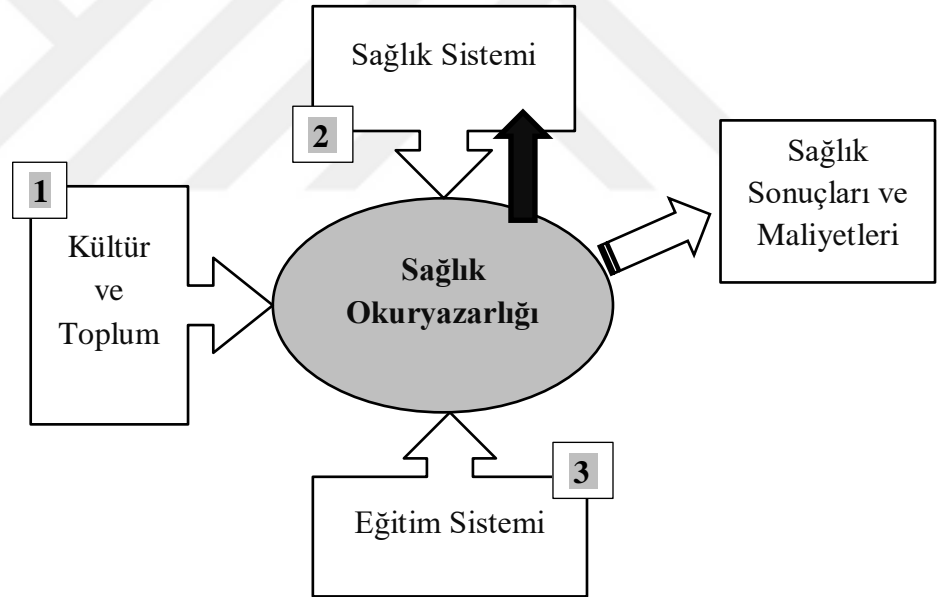 Sağlık Sistemi
2
1
Kültür
ve
Toplum
Sağlık
Okuryazarlığı
Sağlık
Sonuçları ve
Maliyetleri
3
Eğitim Sistemi